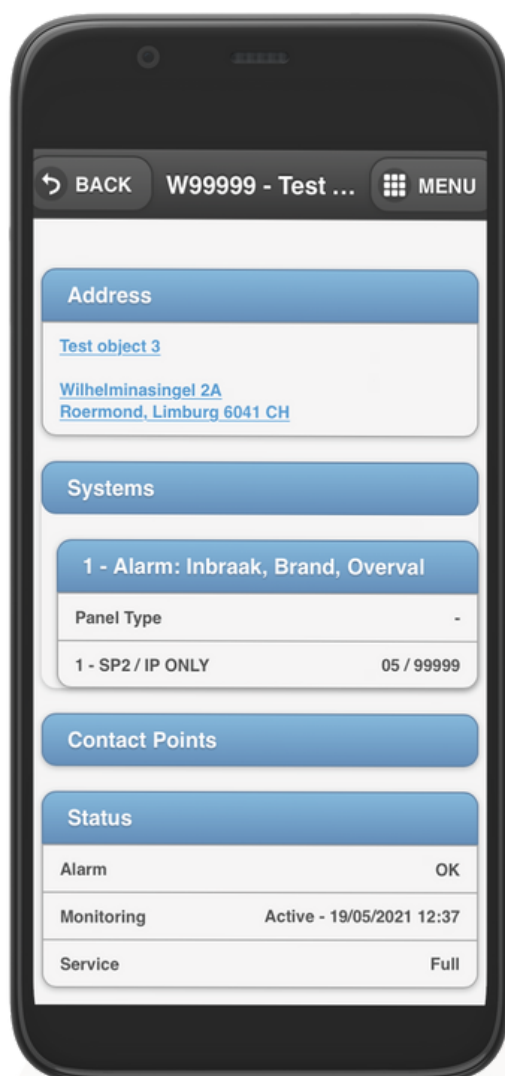 BACK
W99999 - Test ...
MENU
Address
Test object 3
Wilhelminasingel 2A
Roermond, Limburg 6041 CH
Systems
1 - Alarm: Inbraak, Brand, Overval
Panel Type -
1 - SP2 / IP ONLY 05 / 99999
Contact Points
Status
Alarm OK
Monitoring Active - 19/05/2021 12:37
Service Full